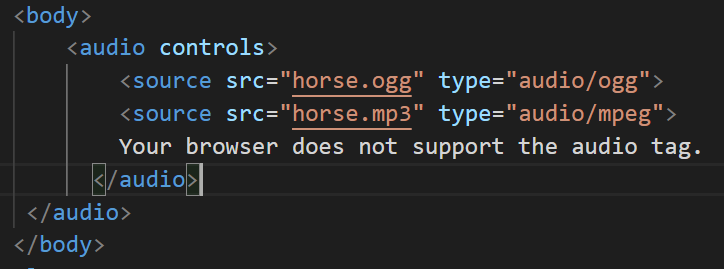 <body>
<audio controls>
<source src="horse.ogg" type="audio/ogg">
<source src="horse.mp3" type="audio/mpeg">
Your browser does not support the audio tag.
</audio>
</audio>
</body>